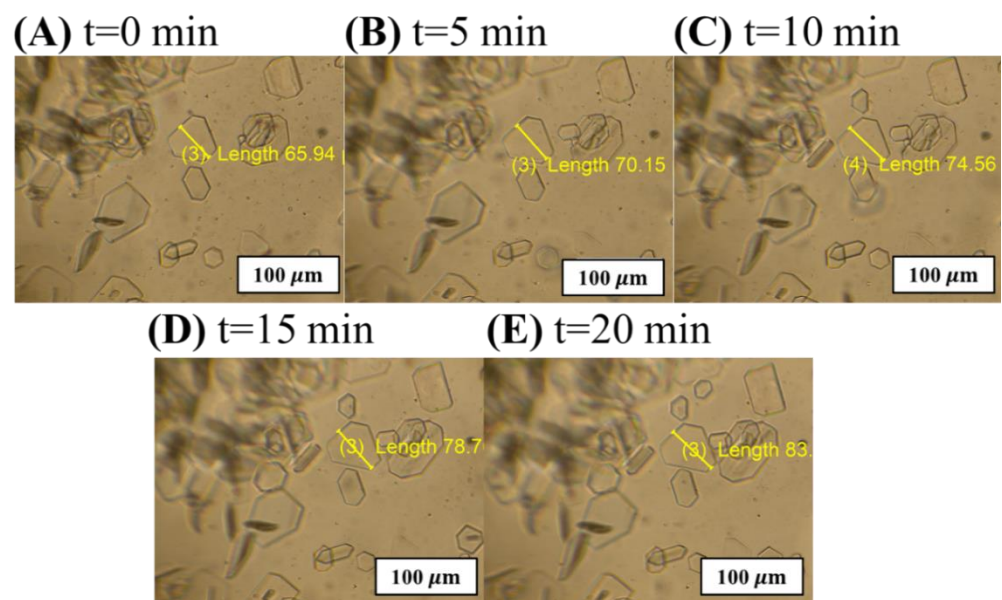 (A) t=0 min
(B) t=5 min
(C) t=10 min
(3) Length 65.94
(3) Length 70.15
(4) Length 74.56
100 μm
100 μm
100 μm
(D) t=15 min
(E) t=20 min
(3) Length 78.7
(3) Length 83.
100 μm
100 μm